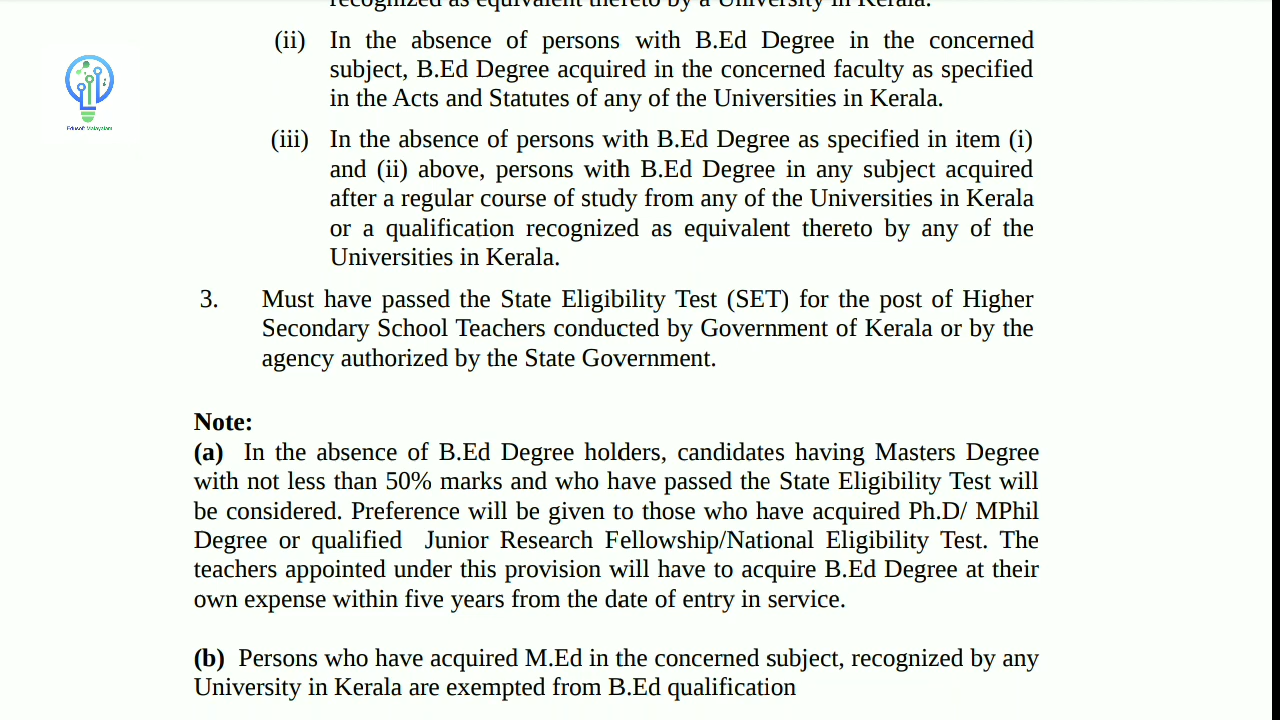 recognized as equivalent thereto by a University in Kerala.
(ii) In the absence of persons with B.Ed Degree in the concerned
subject, B.Ed Degree acquired in the concerned faculty as specified
in the Acts and Statutes of any of the Universities in Kerala.
(iii) In the absence of persons with B.Ed Degree as specified in item (i)
and (ii) above, persons with B.Ed Degree in any subject acquired
after a regular course of study from any of the Universities in Kerala
or a qualification recognized as equivalent thereto by any of the
Universities in Kerala.
3. Must have passed the State Eligibility Test (SET) for the post of Higher
Secondary School Teachers conducted by Government of Kerala or by the
agency authorized by the State Government.
Note:
(a) In the absence of B.Ed Degree holders, candidates having Masters Degree
with not less than 50% marks and who have passed the State Eligibility Test will
be considered. Preference will be given to those who have acquired Ph.D/ MPhil
Degree or qualified Junior Research Fellowship/National Eligibility Test. The
teachers appointed under this provision will have to acquire B.Ed Degree at their
own expense within five years from the date of entry in service.
(b) Persons who have acquired M.Ed in the concerned subject, recognized by any
University in Kerala are exempted from B.Ed qualification
Edusoft Malayalam